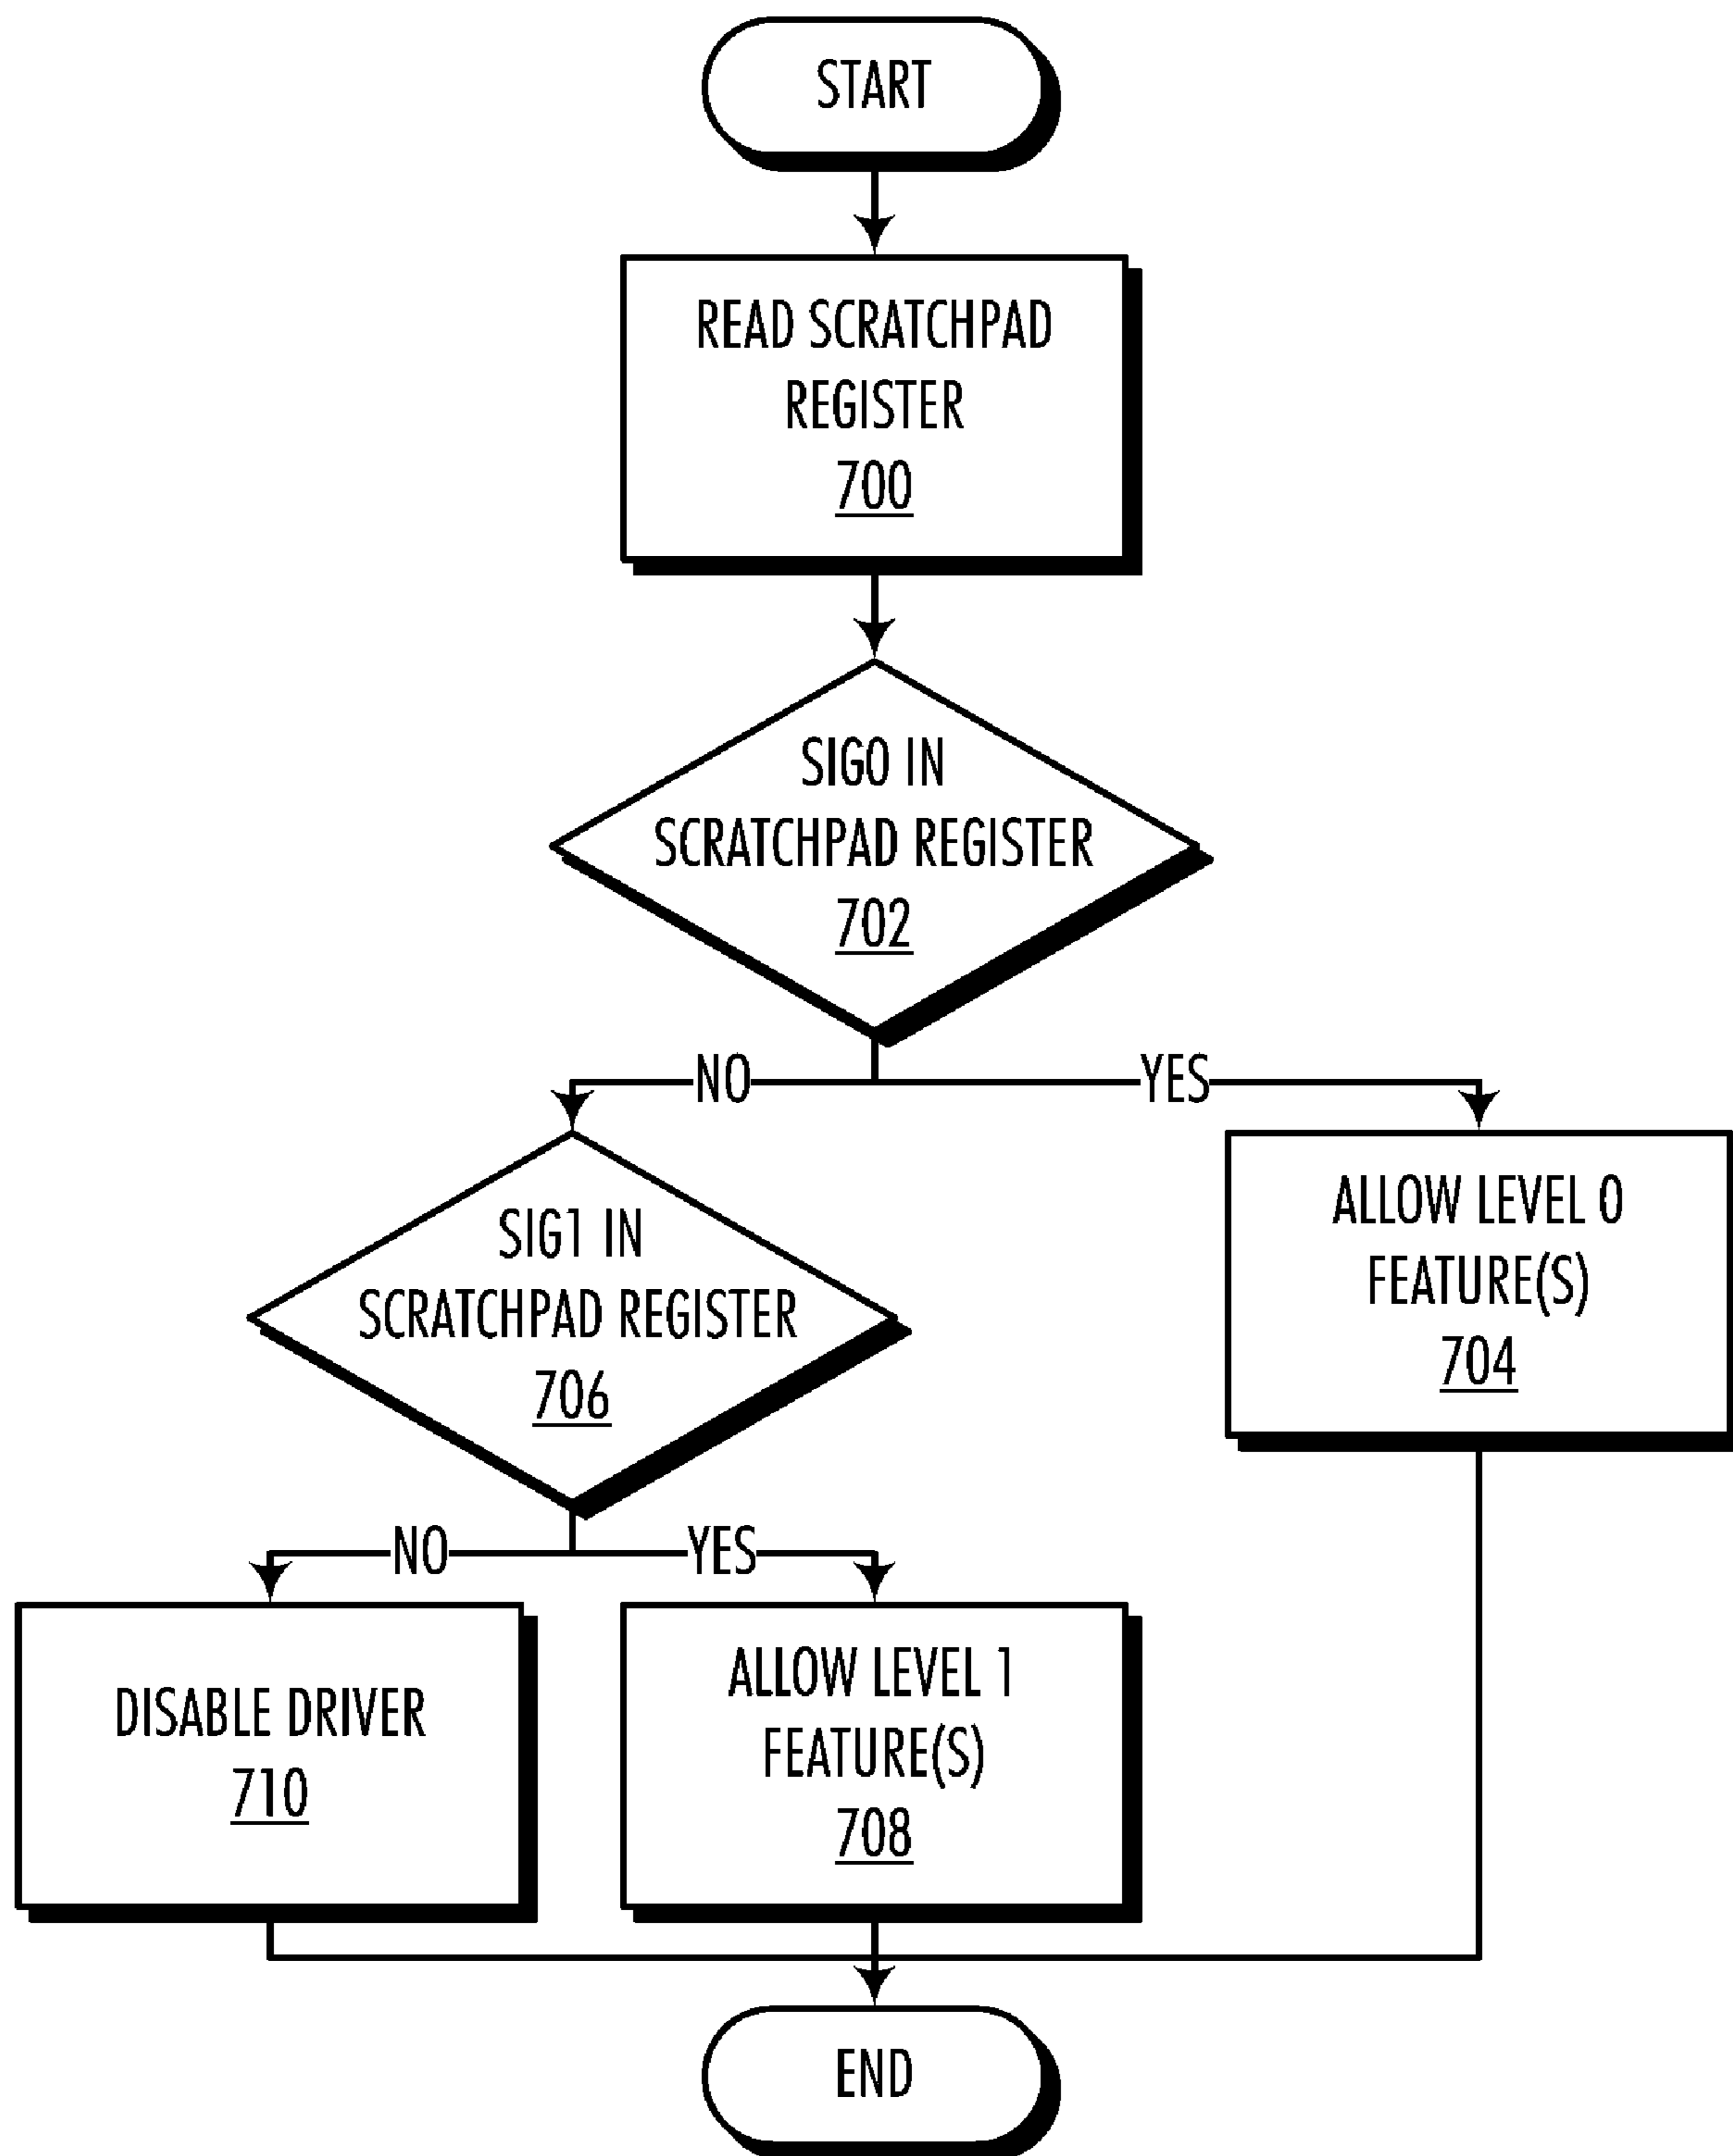 START
READ SCRATCHPAD
REGISTER
700
SIG0 IN
SCRATCHPAD REGISTER
702
NO
YES
SIG1 IN
SCRATCHPAD REGISTER
706
ALLOW LEVEL 0
FEATURE(S)
704
NO
YES
DISABLE DRIVER
710
ALLOW LEVEL 1
FEATURE(S)
708
END